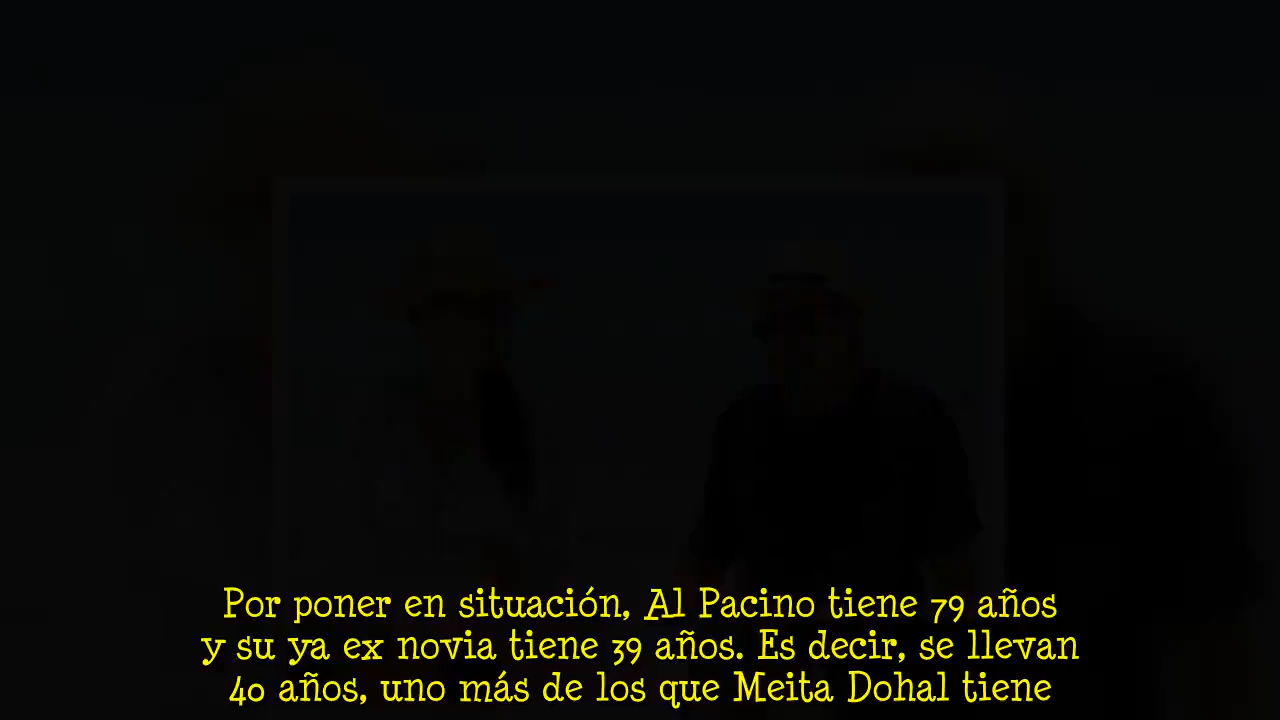 Por poner en situación, Al Pacino tiene 79 años
y su ya ex novia tiene 39 años. Es decir, se llevan
40 años, uno más de los que Meita Dohal tiene